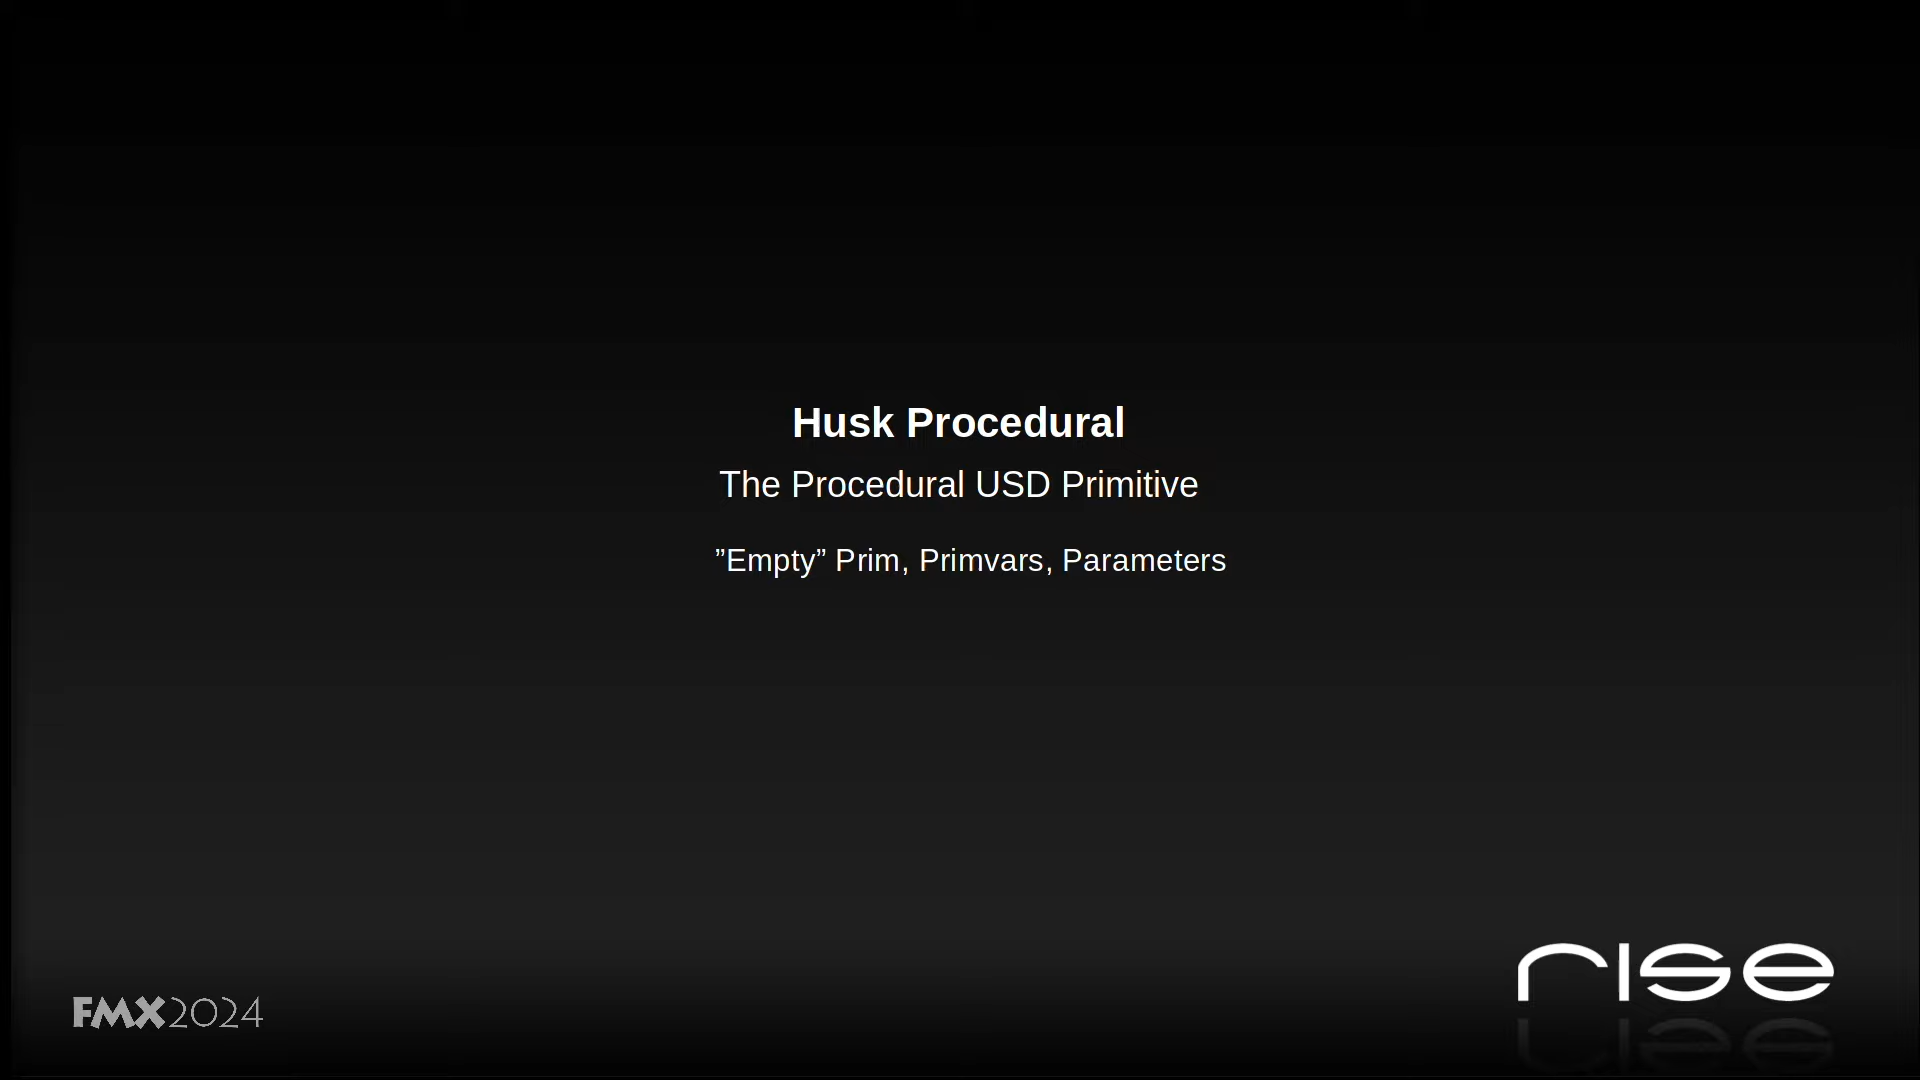 Husk Procedural
The Procedural USD Primitive
”Empty” Prim, Primvars, Parameters
rise
FMX2024